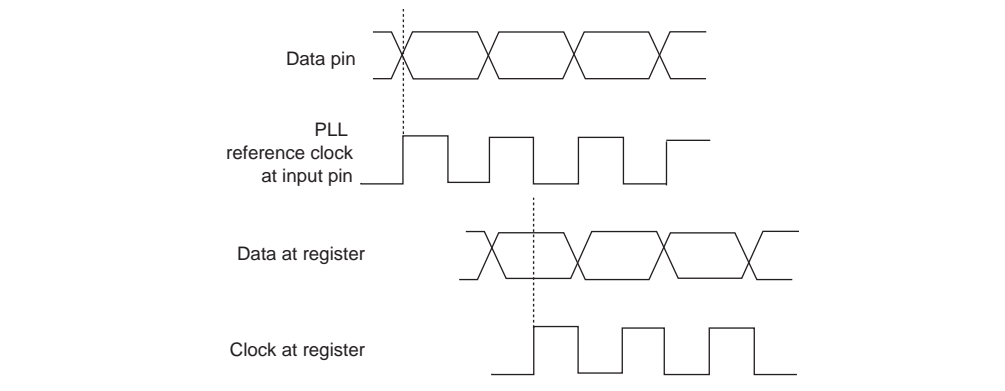 Data pin
PLL
reference clock
at input pin
Data at register
Clock at register